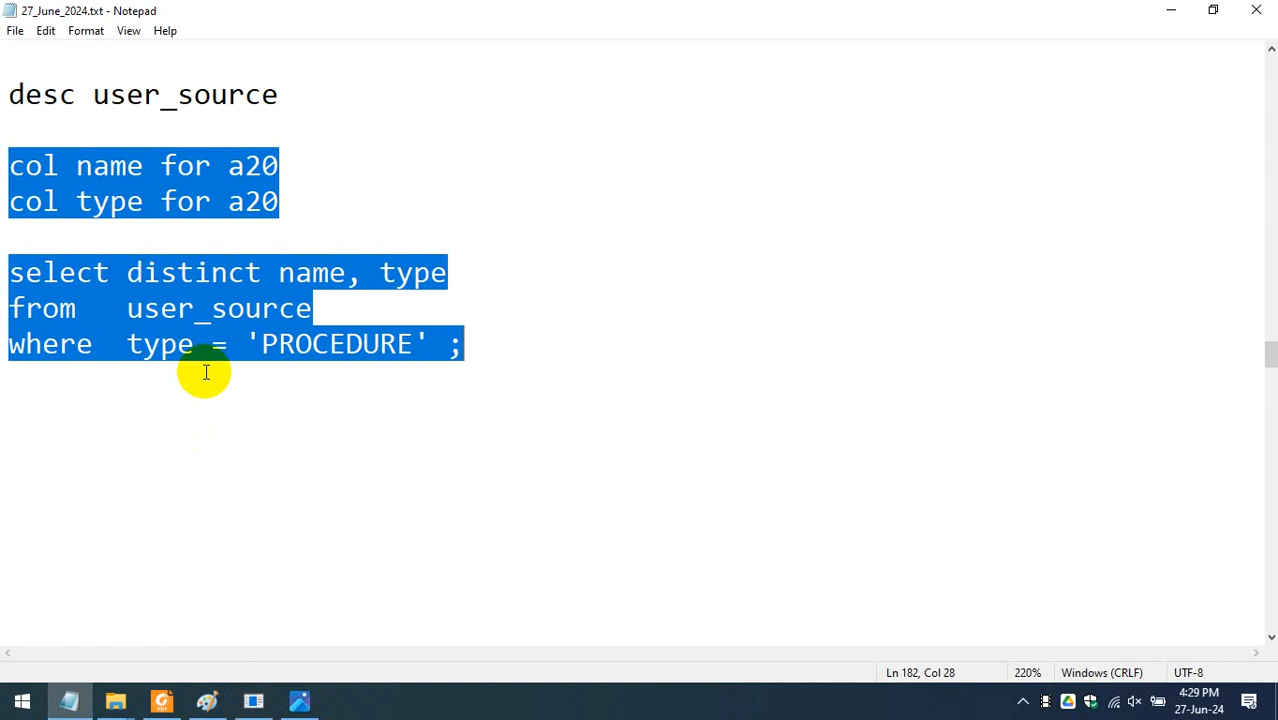 27_June_2024.txt - Notepad
File Edit Format View Help
desc user_source
col name for a20
col type for a20
select distinct name, type
from   user_source
where  type = 'PROCEDURE' ;
Ln 182, Col 28 220% Windows (CRLF) UTF-8
PDF
4:29 PM
27-Jun-24